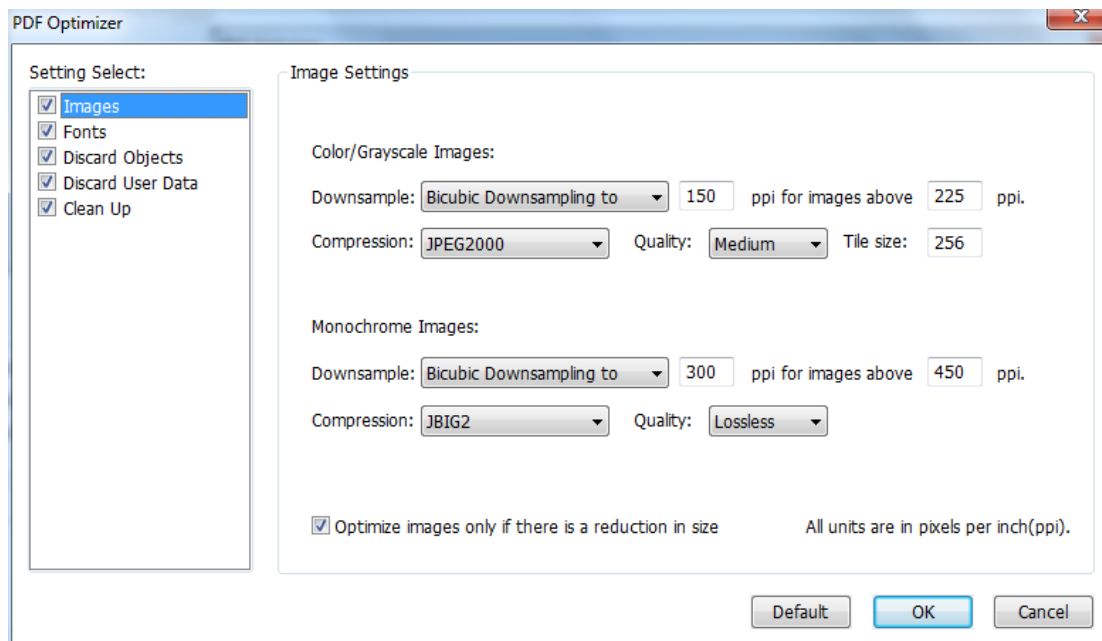 PDF Optimizer
Setting Select:
Images
Fonts
Discard Objects
Discard User Data
Clean Up
Image Settings
Color/Grayscale Images:
Downsample: Bicubic Downsampling to 150 ppi for images above 225 ppi.
Compression: JPEG2000 Quality: Medium Tile size: 256
Monochrome Images:
Downsample: Bicubic Downsampling to 300 ppi for images above 450 ppi.
Compression: JBIG2 Quality: Lossless
Optimize images only if there is a reduction in size All units are in pixels per inch(ppi).
Default OK Cancel